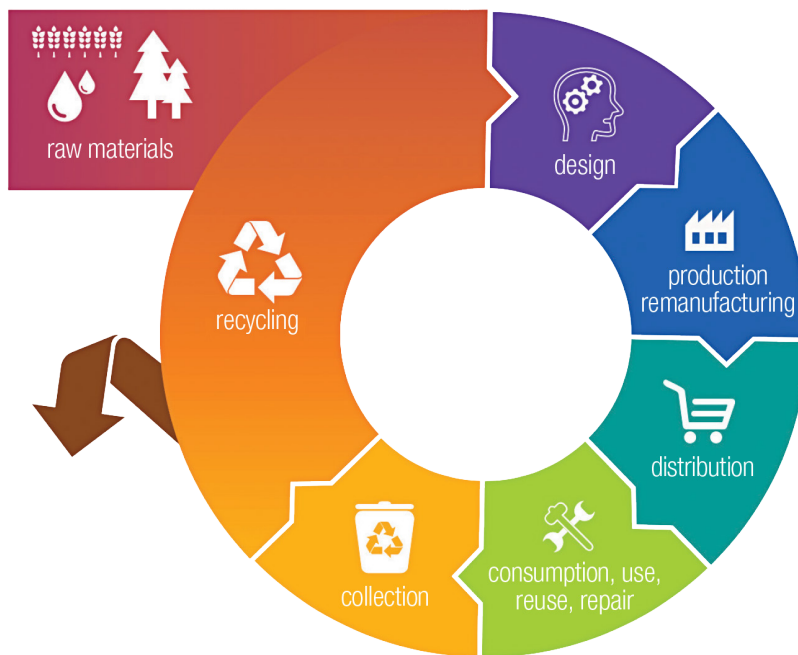 raw materials
design
production
remanufacturing
distribution
consumption, use,
reuse, repair
collection
recycling